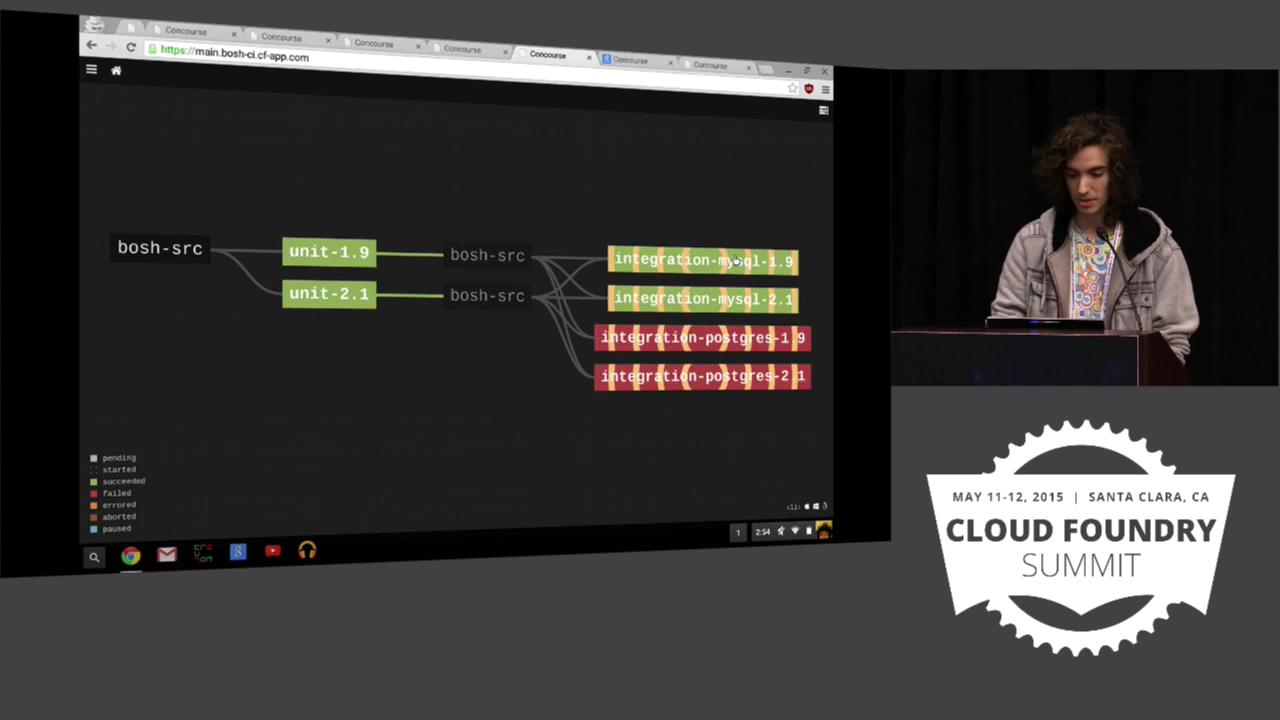 Concourse
Concourse
Concourse
Concourse
Concourse
Concourse
Concourse
https://main.bosh-ci.cf-app.com
bosh-src
unit-1.9
unit-2.1
bosh-src
bosh-src
integration-mysql-1.9
integration-mysql-2.1
integration-postgres-1.9
integration-postgres-2.1
pending
started
succeeded
failed
errored
aborted
paused
cli:
1
2:54
MAY 11-12, 2015 | SANTA CLARA, CA
CLOUD FOUNDRY
SUMMIT